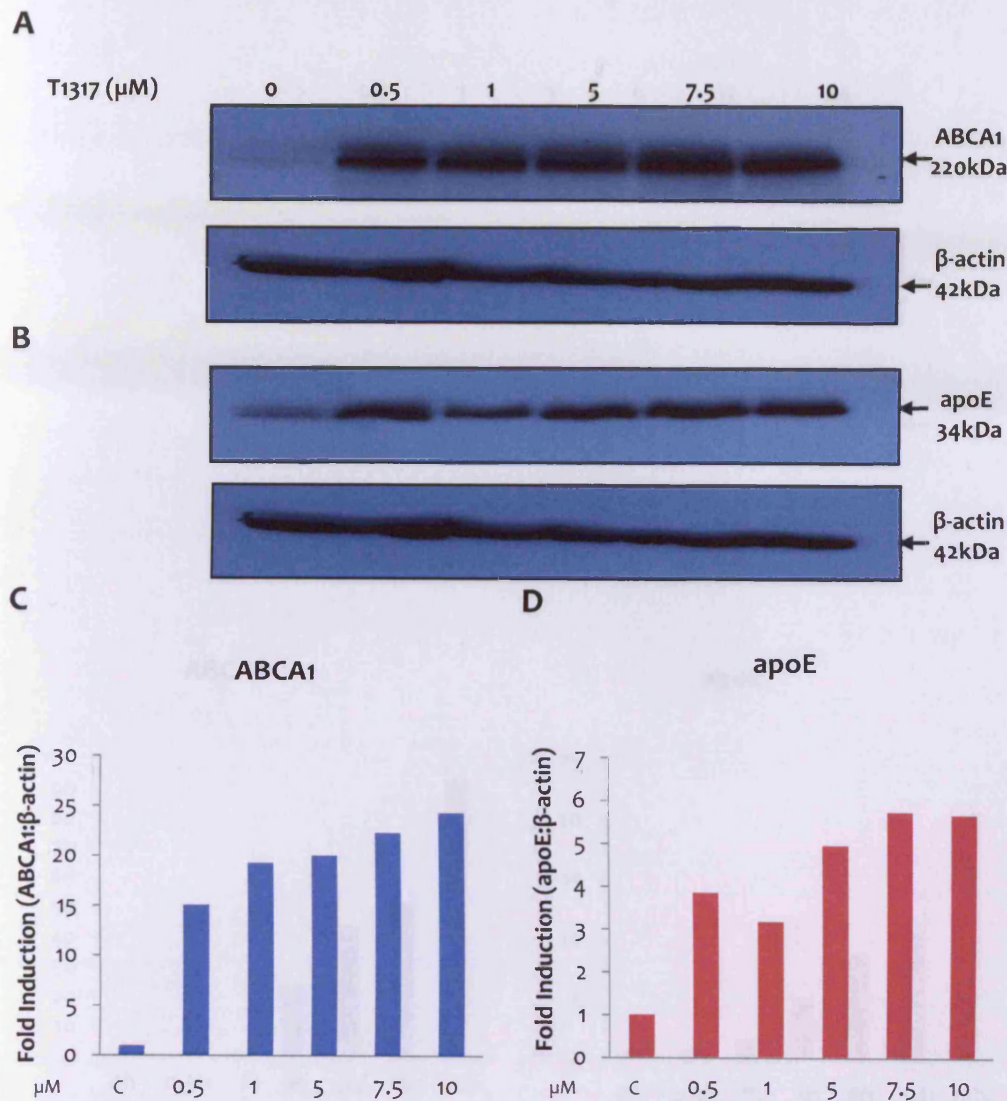 A
T1317 (µM) 0 0.5 1 5 7.5 10
ABCA1
220kDa
β-actin
42kDa
B
apoE
34kDa
β-actin
42kDa
C
ABCA1
Fold Induction (ABCA1:β-actin)
30
25
20
15
10
5
0
µM C 0.5 1 5 7.5 10
D
apoE
Fold Induction (apoE:β-actin)
7
6
5
4
3
2
1
0
µM C 0.5 1 5 7.5 10